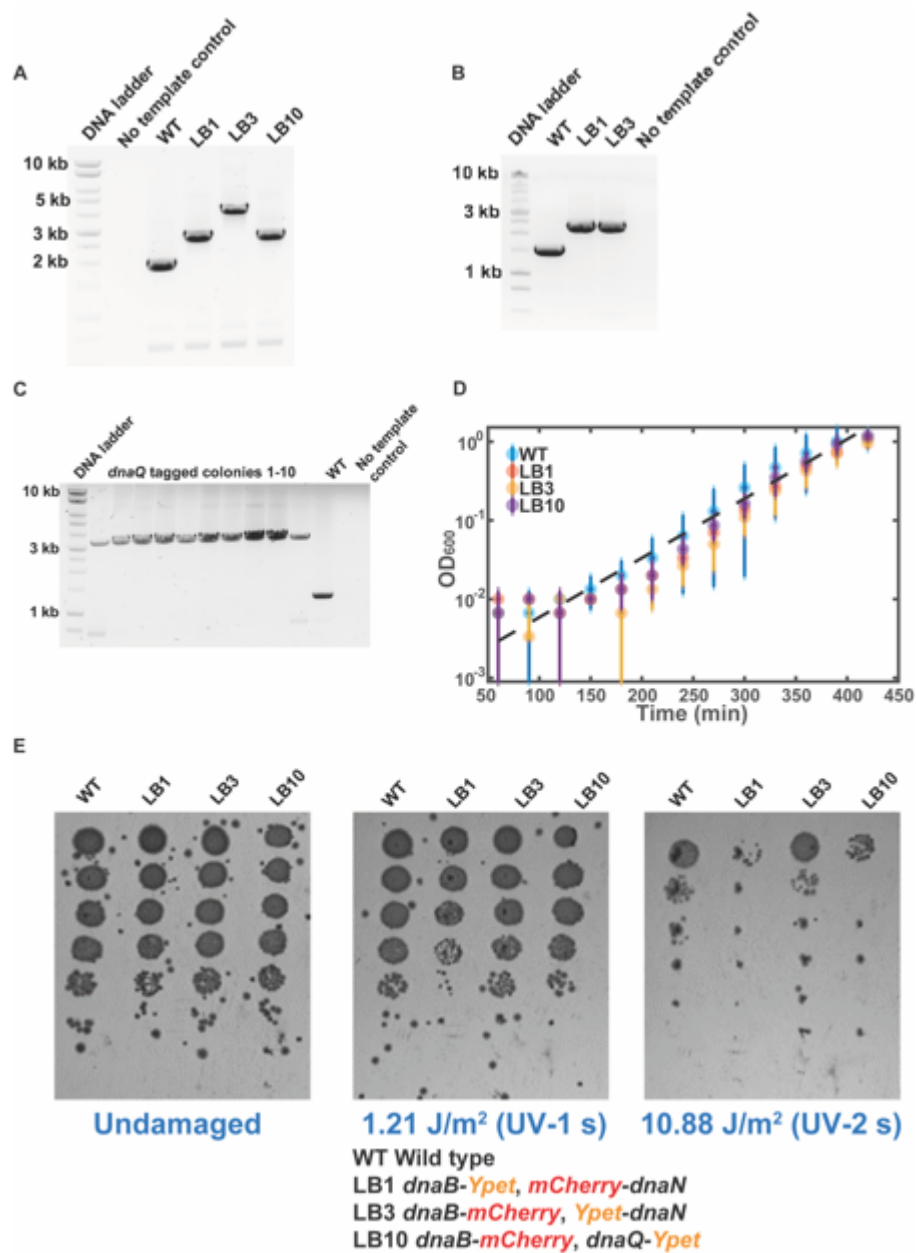 A
DNA ladder
No template control
WT
LB1
LB3
LB10
10 kb
5 kb
3 kb
2 kb
B
DNA ladder
WT
LB1
LB3
No template control
10 kb
3 kb
1 kb
C
DNA ladder
dnaQ tagged colonies 1-10
WT
No template
control
10 kb
3 kb
1 kb
D
WT
LB1
LB3
LB10
OD600
10^0
10^-1
10^-2
10^-3
50 100 150 200 250 300 350 400 450
Time (min)
E
WT LB1 LB3 LB10
WT LB1 LB3 LB10
WT LB1 LB3 LB10
Undamaged
1.21 J/m² (UV-1 s)
10.88 J/m² (UV-2 s)
WT Wild type
LB1 dnaB-Ypet, mCherry-dnaN
LB3 dnaB-mCherry, Ypet-dnaN
LB10 dnaB-mCherry, dnaQ-Ypet